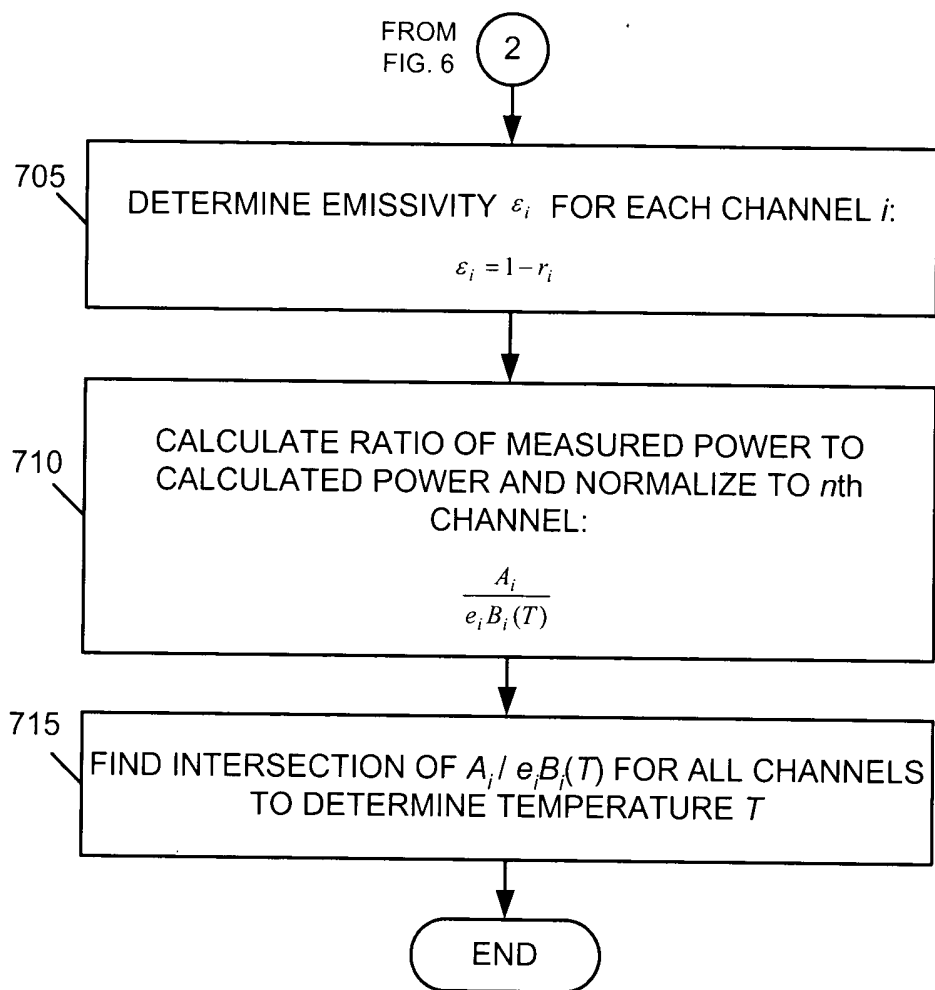 FROM
FIG. 6
2
705
DETERMINE EMISSIVITY εᵢ FOR EACH CHANNEL i:
εᵢ = 1 − rᵢ
710
CALCULATE RATIO OF MEASURED POWER TO
CALCULATED POWER AND NORMALIZE TO nth
CHANNEL:
Aᵢ
eᵢ Bᵢ (T)
715
FIND INTERSECTION OF Aᵢ / eᵢBᵢ(T) FOR ALL CHANNELS
TO DETERMINE TEMPERATURE T
END